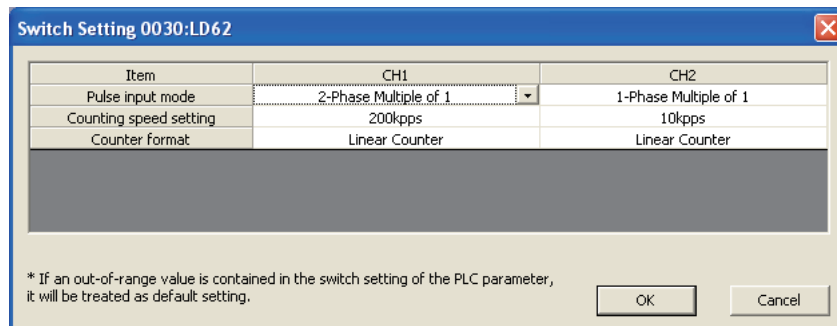 Switch Setting 0030:LD62
Item CH1 CH2
Pulse input mode 2-Phase Multiple of 1 1-Phase Multiple of 1
Counting speed setting 200kpps 10kpps
Counter format Linear Counter Linear Counter
* If an out-of-range value is contained in the switch setting of the PLC parameter,
it will be treated as default setting.
OK Cancel